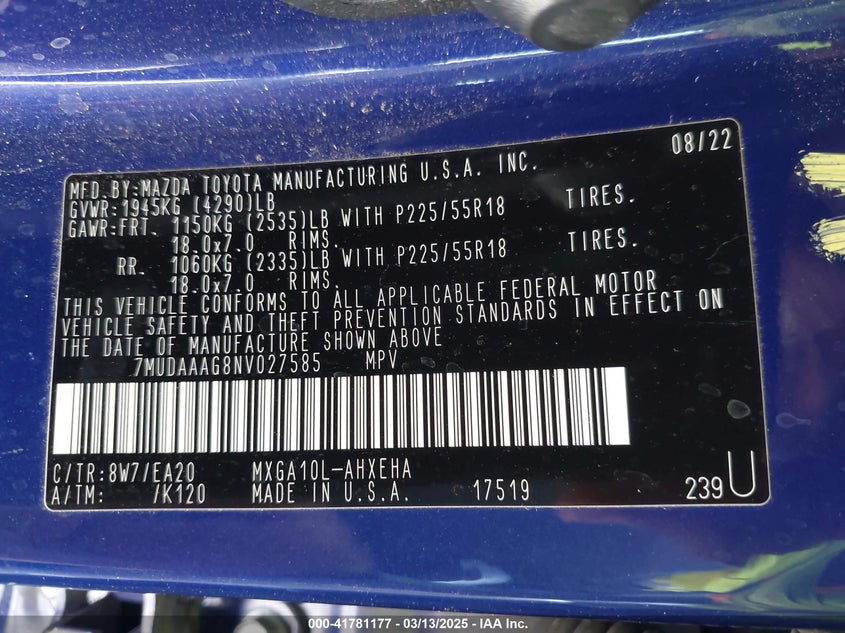 08/22
MFD.BY:MAZDA TOYOTA MANUFACTURING U.S.A. INC.
GVWR:1945KG (4290)LB
GAWR:FRT. 1150KG (2535)LB WITH P225/55R18 TIRES.
18.0x7.0 RIMS.
RR. 1060KG (2335)LB WITH P225/55R18 TIRES.
18.0x7.0 RIMS.
THIS VEHICLE CONFORMS TO ALL APPLICABLE FEDERAL MOTOR
VEHICLE SAFETY AND THEFT PREVENTION STANDARDS IN EFFECT ON
THE DATE OF MANUFACTURE SHOWN ABOVE
7MUDAAAG8NV027585 MPV
C/TR:8W7/EA20 MXGA10L-AHXEHA
A/TM: /K120 MADE IN U.S.A. 17519 239U
000-41781177 - 03/13/2025 - IAA Inc.